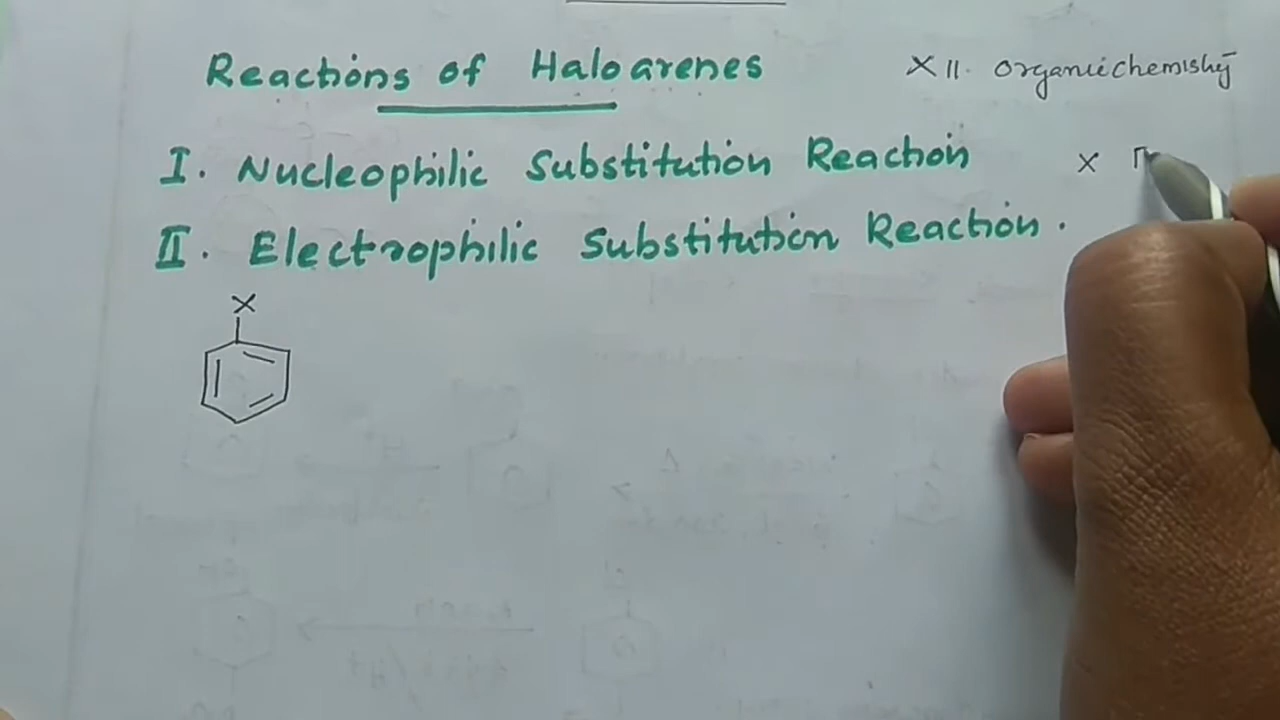 Reactions of Haloarenes
XII. Organic chemistry
I. Nucleophilic Substitution Reaction
X
II. Electrophilic Substitution Reaction.
X